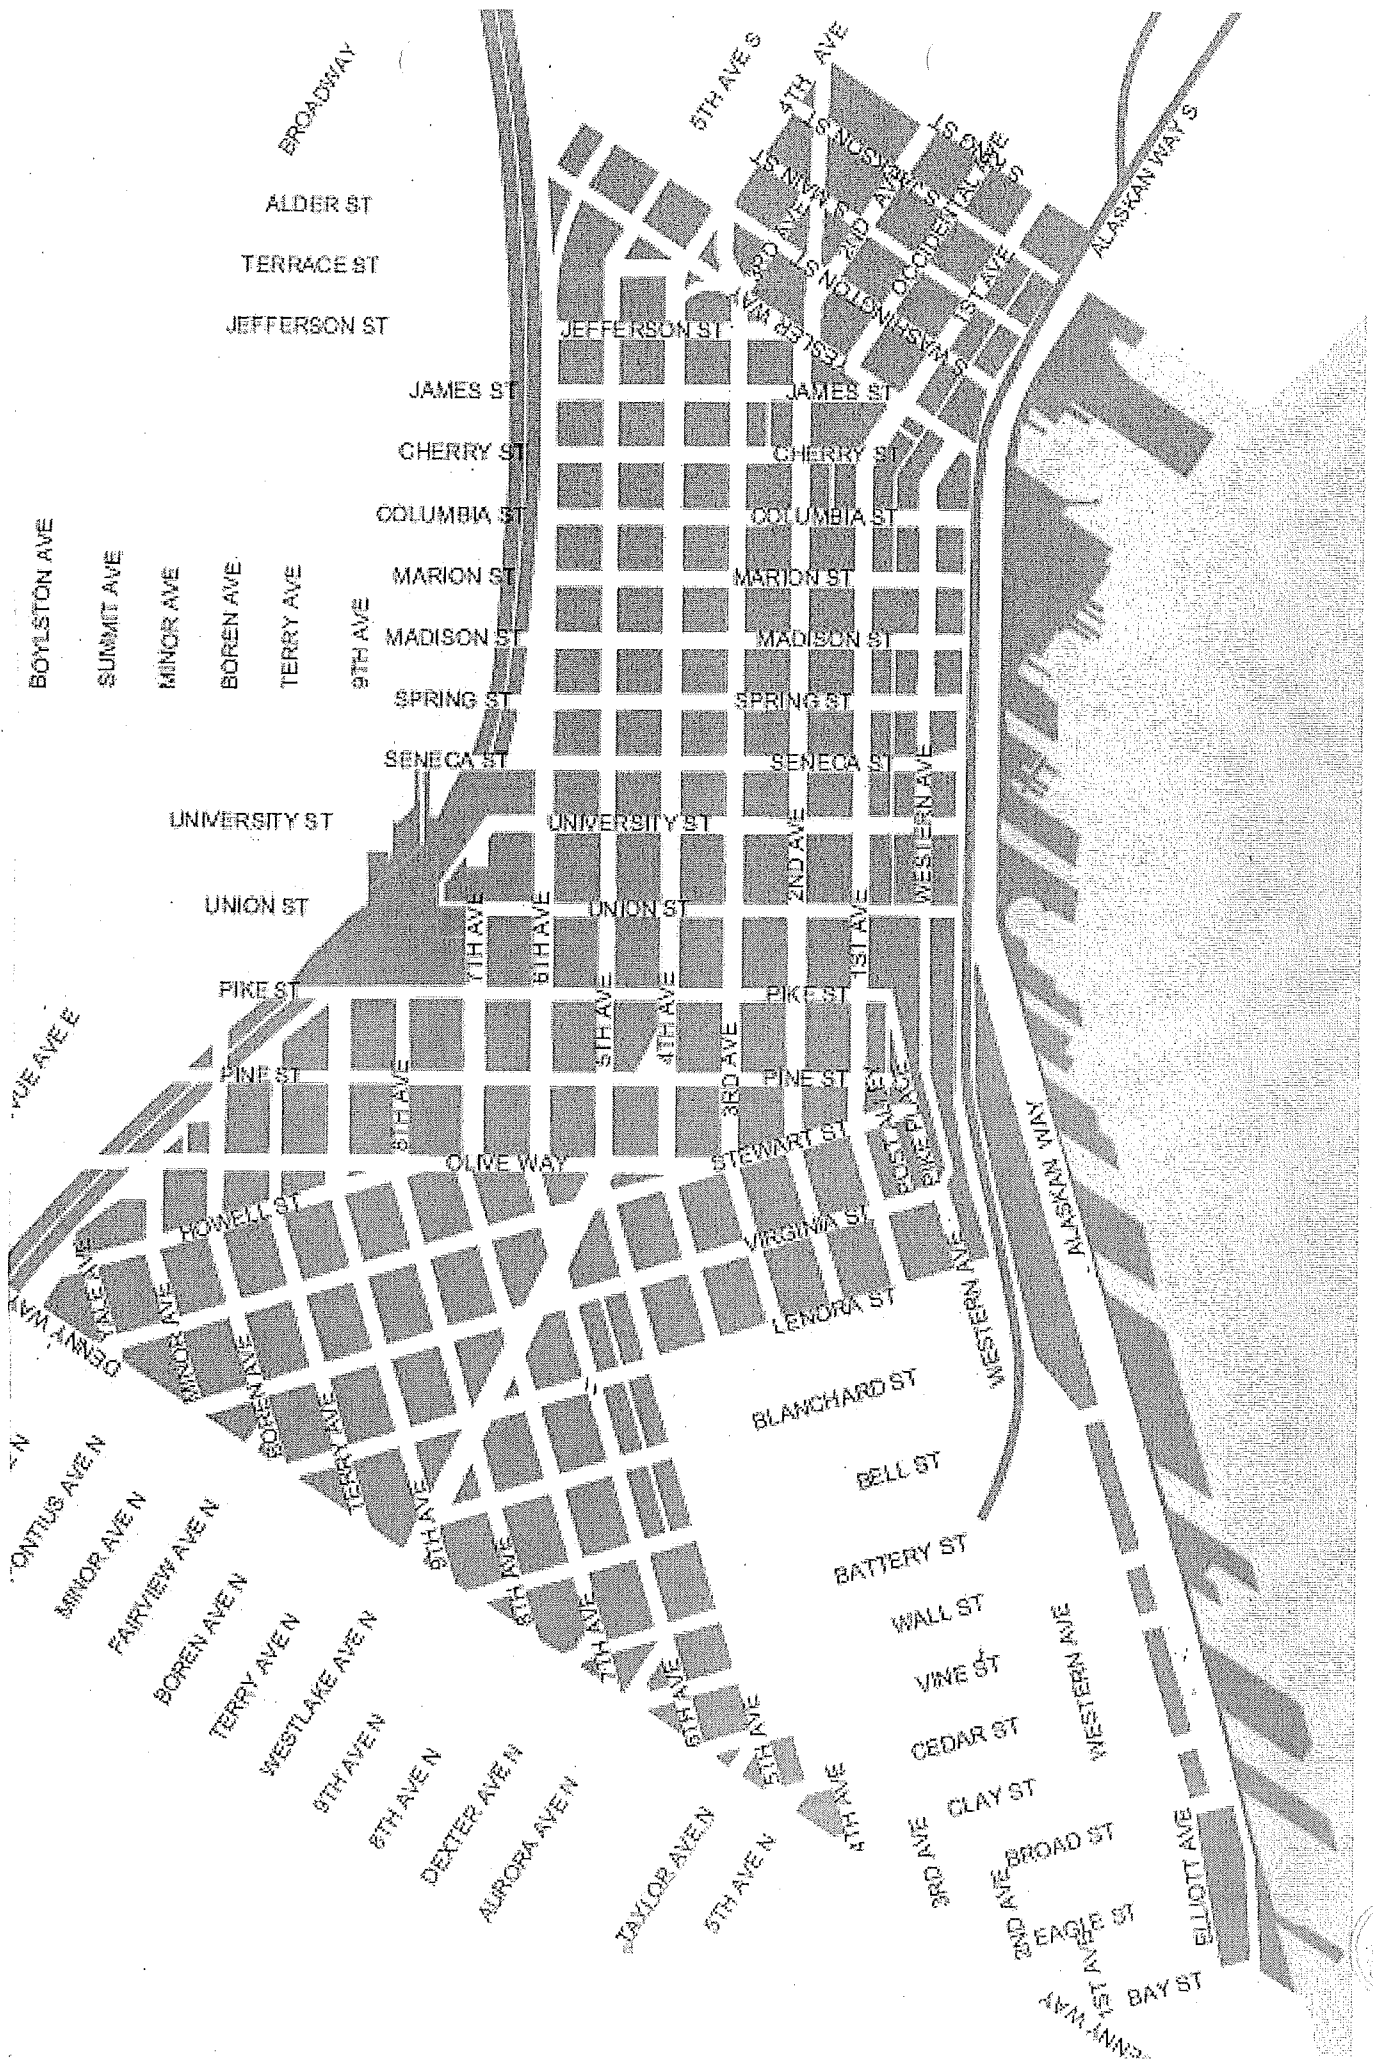 BROADWAY
5TH AVE S
4TH AVE
ALDER ST
TERRACE ST
JEFFERSON ST
JEFFERSON ST
S KING ST
S JACKSON ST
S MAIN ST
S WASHINGTON ST
YESLER WAY
3RD AVE
2ND AVE
OCCIDENTAL AVE
1ST AVE
ALASKAN WAY S
JAMES ST
JAMES ST
CHERRY ST
CHERRY ST
COLUMBIA ST
COLUMBIA ST
MARION ST
MARION ST
MADISON ST
MADISON ST
SPRING ST
SPRING ST
SENECA ST
SENECA ST
BOYLSTON AVE
SUMMIT AVE
MINOR AVE
BOREN AVE
TERRY AVE
9TH AVE
UNIVERSITY ST
UNIVERSITY ST
2ND AVE
WESTERN AVE
UNION ST
UNION ST
7TH AVE
6TH AVE
1ST AVE
PIKE ST
PIKE ST
5TH AVE
4TH AVE
3RD AVE
8TH AVE
PINE ST
PINE ST
POST ALLEY
PIKE PLACE
OLIVE WAY
STEWART ST
HOWELL ST
VIRGINIA ST
LENORA ST
WESTERN AVE
ALASKAN WAY
DENNY WAY
YALE AVE
MINOR AVE
BOREN AVE
TERRY AVE
9TH AVE
8TH AVE
7TH AVE
6TH AVE
5TH AVE
4TH AVE
BLANCHARD ST
BELL ST
BATTERY ST
WALL ST
VINE ST
CEDAR ST
CLAY ST
BROAD ST
EAGLE ST
BAY ST
WESTERN AVE
ELLIOTT AVE
3RD AVE
2ND AVE
1ST AVE
ENNY WAY
ONTIUS AVE N
MINOR AVE N
FAIRVIEW AVE N
BOREN AVE N
TERRY AVE N
WESTLAKE AVE N
9TH AVE N
8TH AVE N
DEXTER AVE N
AURORA AVE N
TAYLOR AVE N
5TH AVE N